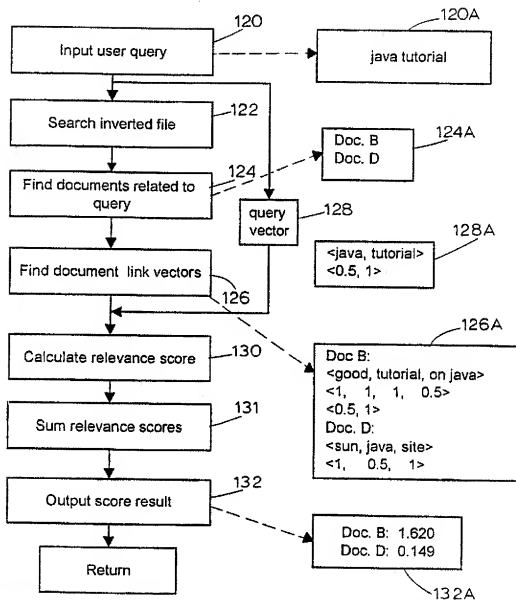 120
Input user query
120A
java tutorial
122
Search inverted file
124
Find documents related to
query
Doc. B
Doc. D
124A
128
query
vector
128A
<java, tutorial>
<0.5, 1>
Find document link vectors
126
126A
Doc B:
<good, tutorial, on java>
<1, 1, 1, 0.5>
<0.5, 1>
Doc. D:
<sun, java, site>
<1, 0.5, 1>
Calculate relevance score
130
131
Sum relevance scores
132
Output score result
Doc. B: 1.620
Doc. D: 0.149
132A
Return